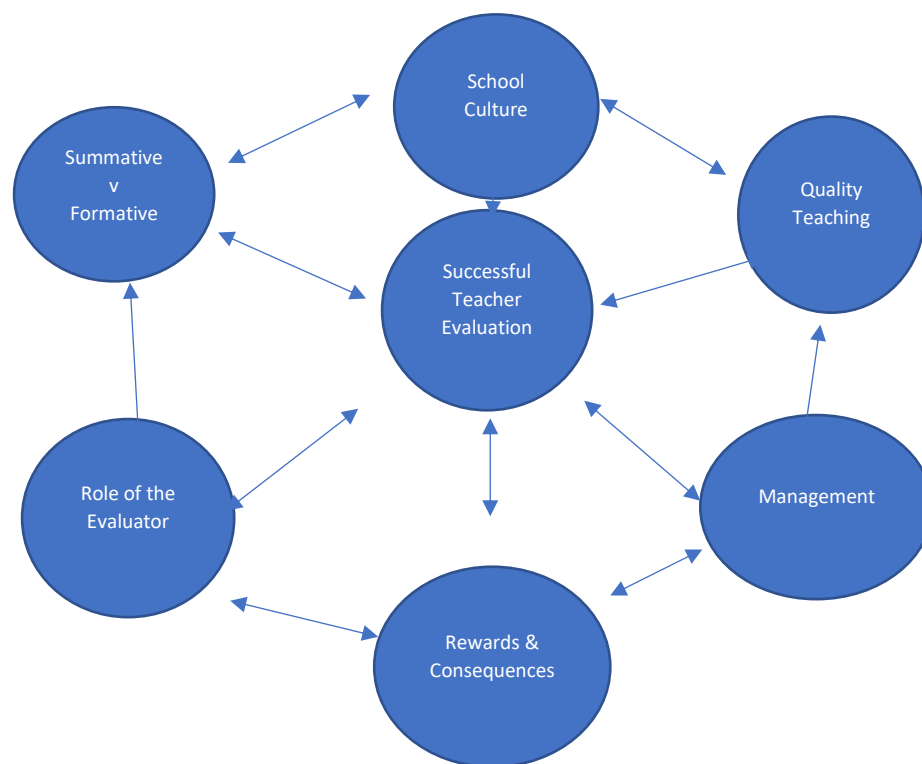 School
Culture
Summative
v
Formative
Quality
Teaching
Successful
Teacher
Evaluation
Role of the
Evaluator
Management
Rewards &
Consequences